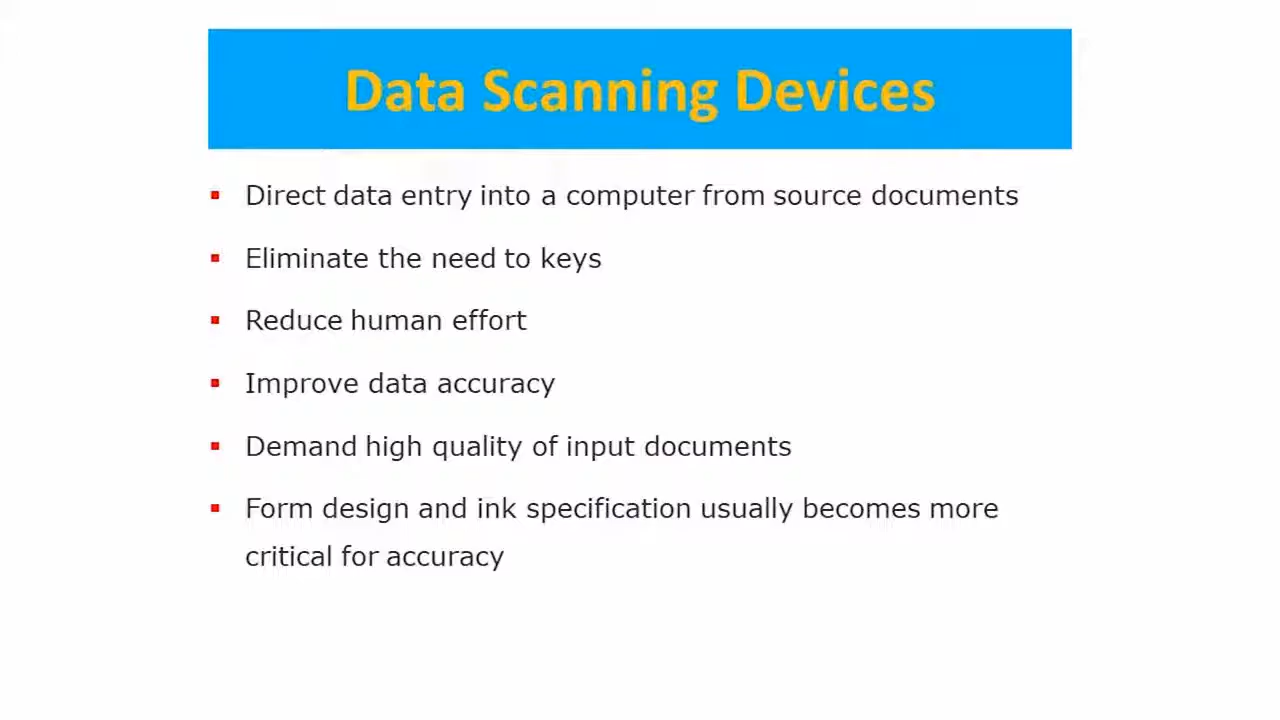 Data Scanning Devices
▪ Direct data entry into a computer from source documents
▪ Eliminate the need to keys
▪ Reduce human effort
▪ Improve data accuracy
▪ Demand high quality of input documents
▪ Form design and ink specification usually becomes more
critical for accuracy